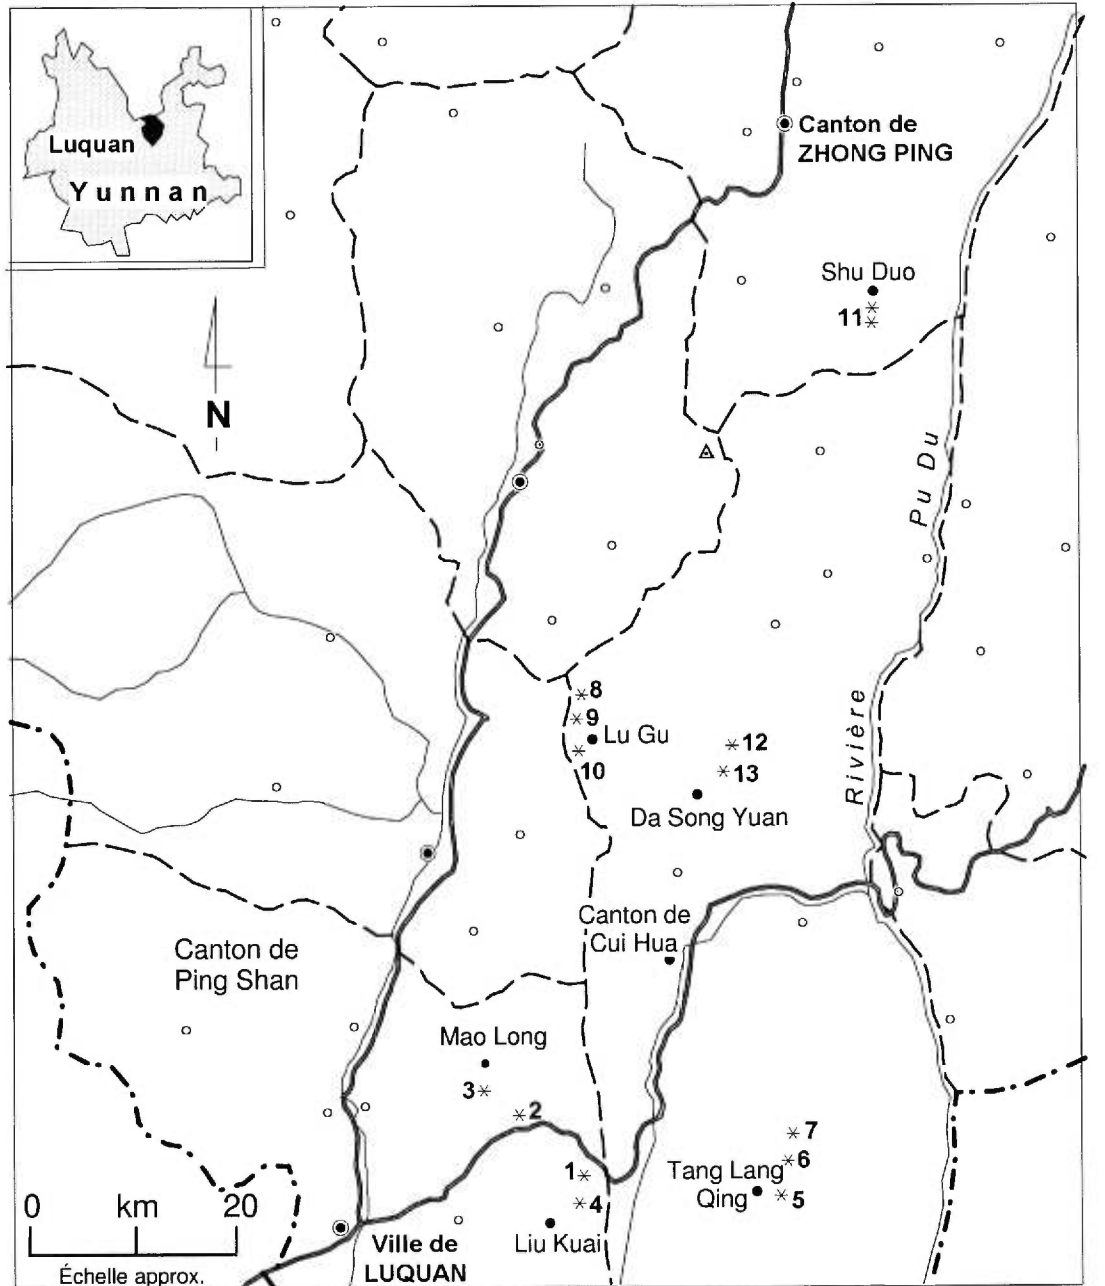 Luquan
Yunnan
Canton de
ZHONG PING
Shu Duo
11
N
Pu Du
Rivière
8
9
Lu Gu
10
12
13
Da Song Yuan
Canton de
Cui Hua
Canton de
Ping Shan
Mao Long
3
2
7
1
Tang Lang
6
Qing
5
4
0 km 20
Ville de
LUQUAN
Liu Kuai
Échelle approx.